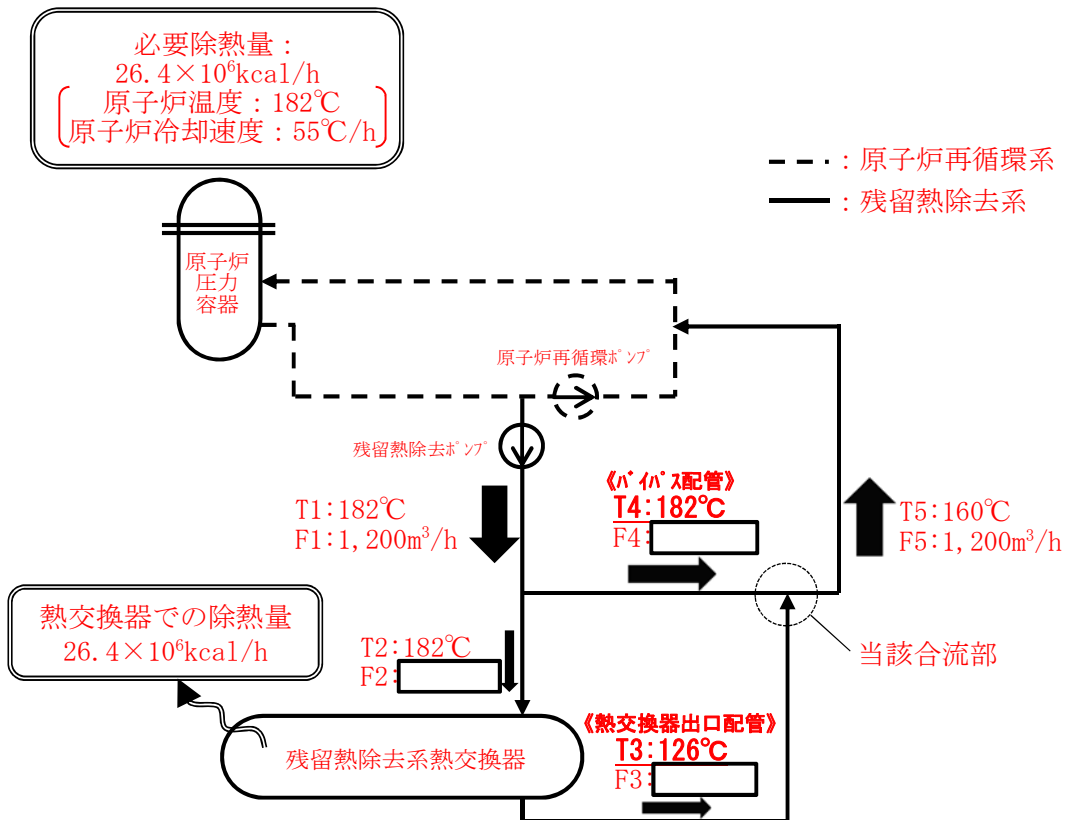 必要除熱量：
26.4×10⁶kcal/h
原子炉温度：182℃
原子炉冷却速度：55℃/h
：原子炉再循環系
：残留熱除去系
原子炉
圧力
容器
原子炉再循環ﾎﾟﾝﾌﾟ
残留熱除去ﾎﾟﾝﾌﾟ
T1:182℃
F1:1,200m³/h
《ﾊﾞｲﾊﾟｽ配管》
T4:182℃
F4:
T5:160℃
F5:1,200m³/h
熱交換器での除熱量
26.4×10⁶kcal/h
T2:182℃
F2:
当該合流部
残留熱除去系熱交換器
《熱交換器出口配管》
T3:126℃
F3: